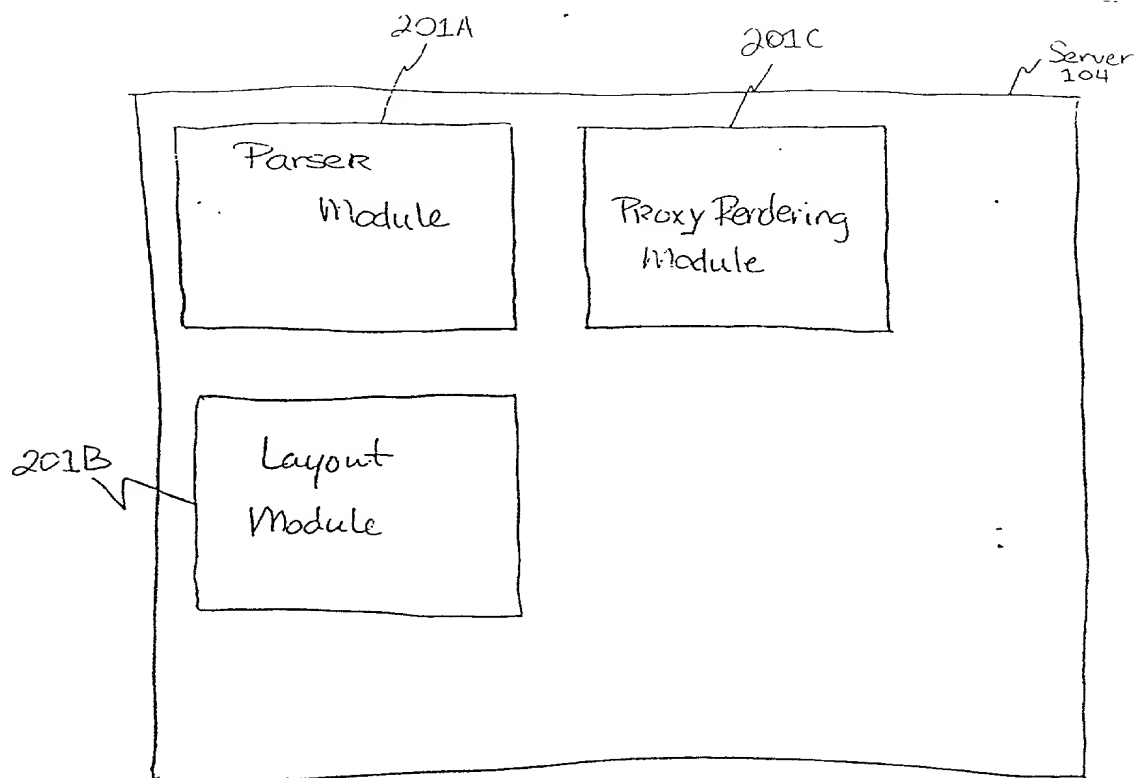 201A
201C
Server
104
Parser
Module
Proxy Rendering
Module
201B
Layout
Module